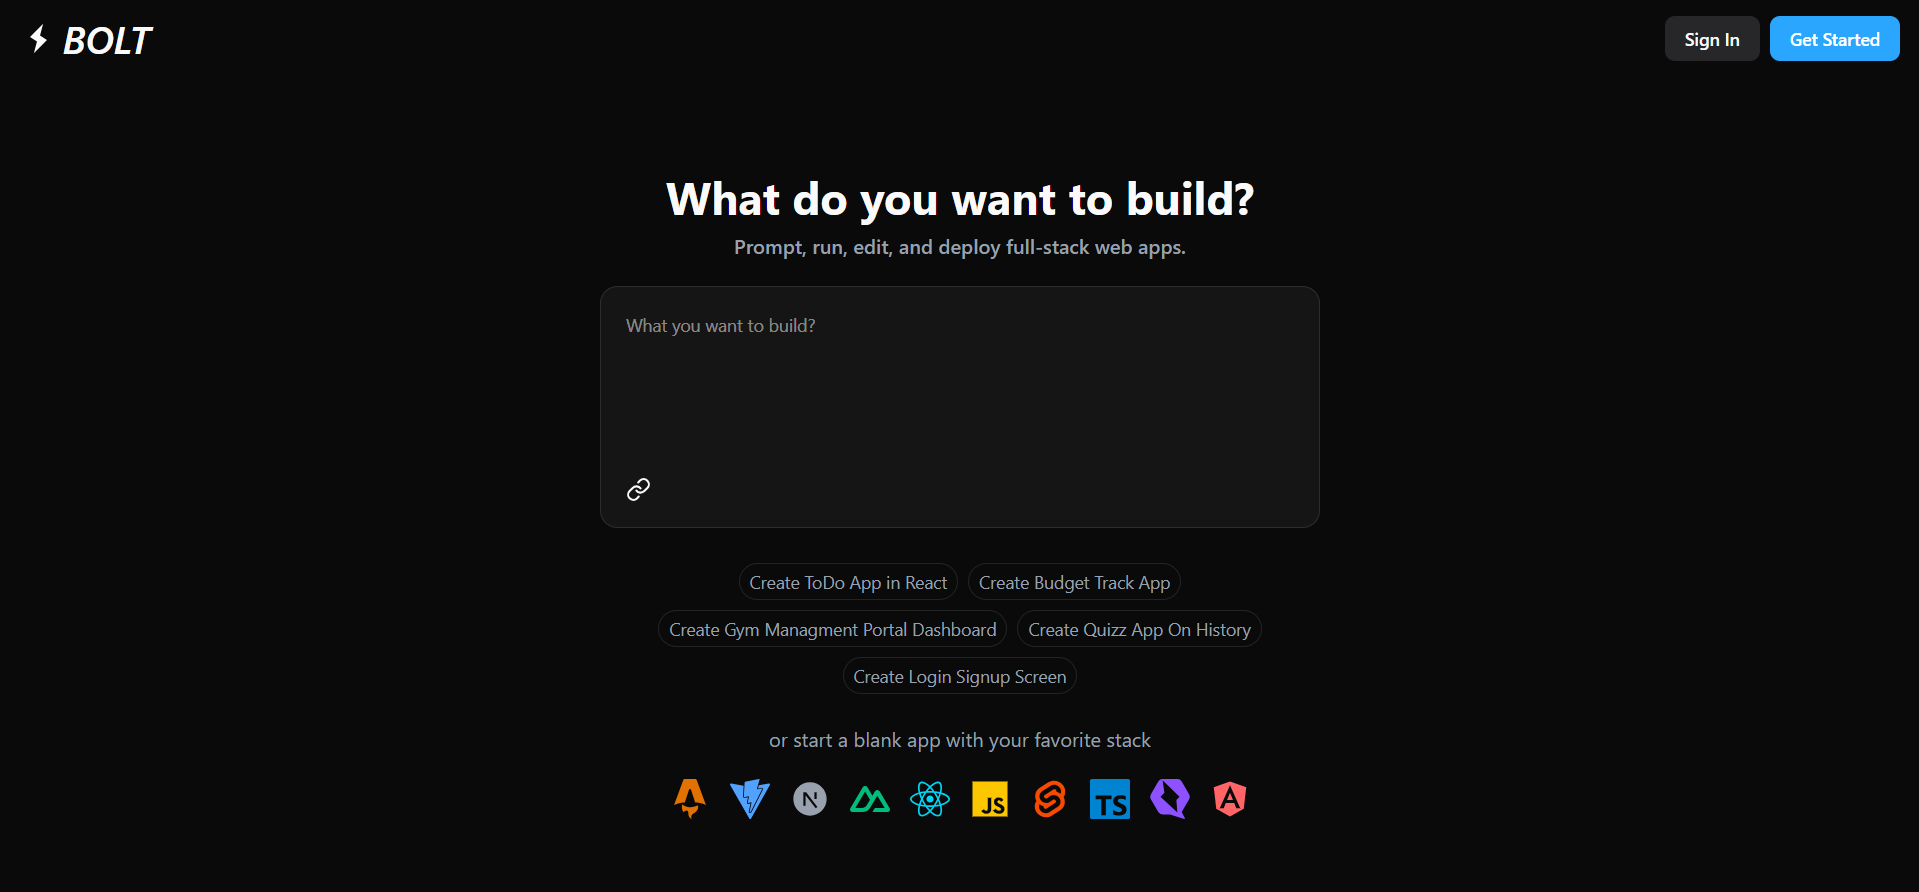 BOLT
Sign In
Get Started
What do you want to build?
Prompt, run, edit, and deploy full-stack web apps.
What you want to build?
Create ToDo App in React
Create Budget Track App
Create Gym Managment Portal Dashboard
Create Quizz App On History
Create Login Signup Screen
or start a blank app with your favorite stack
N
JS
TS
A